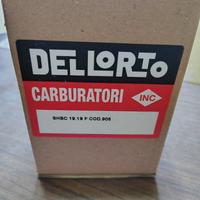 DELLORTO
CARBURATORI INC
SHBC 19.19 F COD.905